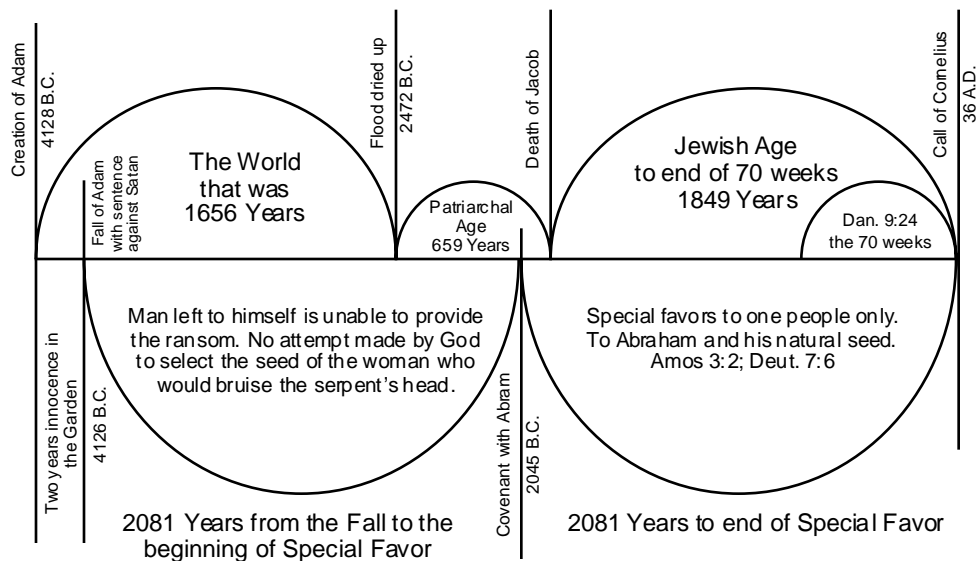 Creation of Adam
4128 B.C.
Fall of Adam
with sentence
against Satan
The World
that was
1656 Years
Flood dried up
2472 B.C.
Patriarchal
Age
659 Years
Death of Jacob
Jewish Age
to end of 70 weeks
1849 Years
Dan. 9:24
the 70 weeks
Call of Cornelius
36 A.D.
Two years innocence in
the Garden
4126 B.C.
Man left to himself is unable to provide
the ransom. No attempt made by God
to select the seed of the woman who
would bruise the serpent's head.
Covenant with Abram
2045 B.C.
Special favors to one people only.
To Abraham and his natural seed.
Amos 3:2; Deut. 7:6
2081 Years from the Fall to the
beginning of Special Favor
2081 Years to end of Special Favor